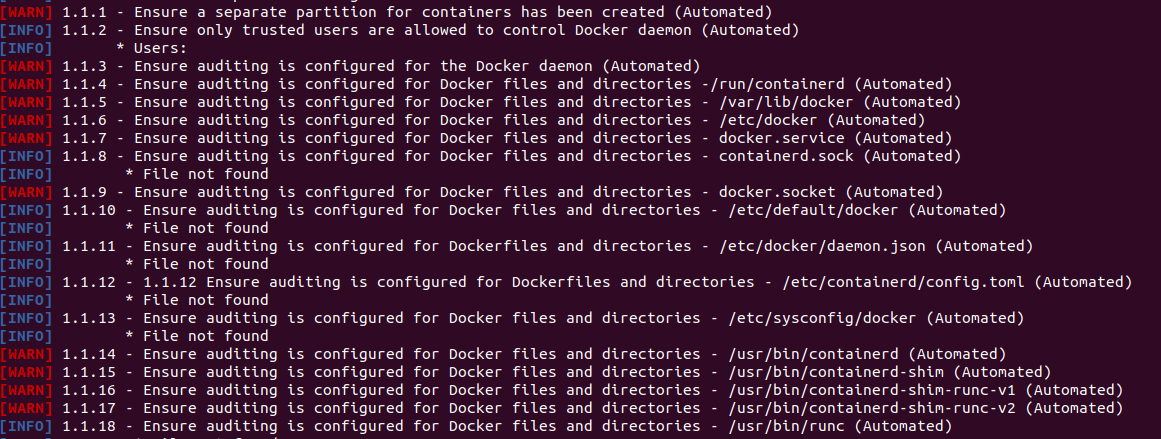 [WARN] 1.1.1 - Ensure a separate partition for containers has been created (Automated)
[INFO] 1.1.2 - Ensure only trusted users are allowed to control Docker daemon (Automated)
[INFO] * Users:
[WARN] 1.1.3 - Ensure auditing is configured for the Docker daemon (Automated)
[WARN] 1.1.4 - Ensure auditing is configured for Docker files and directories -/run/containerd (Automated)
[WARN] 1.1.5 - Ensure auditing is configured for Docker files and directories - /var/lib/docker (Automated)
[WARN] 1.1.6 - Ensure auditing is configured for Docker files and directories - /etc/docker (Automated)
[WARN] 1.1.7 - Ensure auditing is configured for Docker files and directories - docker.service (Automated)
[INFO] 1.1.8 - Ensure auditing is configured for Docker files and directories - containerd.sock (Automated)
[INFO] * File not found
[WARN] 1.1.9 - Ensure auditing is configured for Docker files and directories - docker.socket (Automated)
[INFO] 1.1.10 - Ensure auditing is configured for Docker files and directories - /etc/default/docker (Automated)
[INFO] * File not found
[INFO] 1.1.11 - Ensure auditing is configured for Dockerfiles and directories - /etc/docker/daemon.json (Automated)
[INFO] * File not found
[INFO] 1.1.12 - 1.1.12 Ensure auditing is configured for Dockerfiles and directories - /etc/containerd/config.toml (Automated)
[INFO] * File not found
[INFO] 1.1.13 - Ensure auditing is configured for Docker files and directories - /etc/sysconfig/docker (Automated)
[INFO] * File not found
[WARN] 1.1.14 - Ensure auditing is configured for Docker files and directories - /usr/bin/containerd (Automated)
[WARN] 1.1.15 - Ensure auditing is configured for Docker files and directories - /usr/bin/containerd-shim (Automated)
[WARN] 1.1.16 - Ensure auditing is configured for Docker files and directories - /usr/bin/containerd-shim-runc-v1 (Automated)
[WARN] 1.1.17 - Ensure auditing is configured for Docker files and directories - /usr/bin/containerd-shim-runc-v2 (Automated)
[INFO] 1.1.18 - Ensure auditing is configured for Docker files and directories - /usr/bin/runc (Automated)